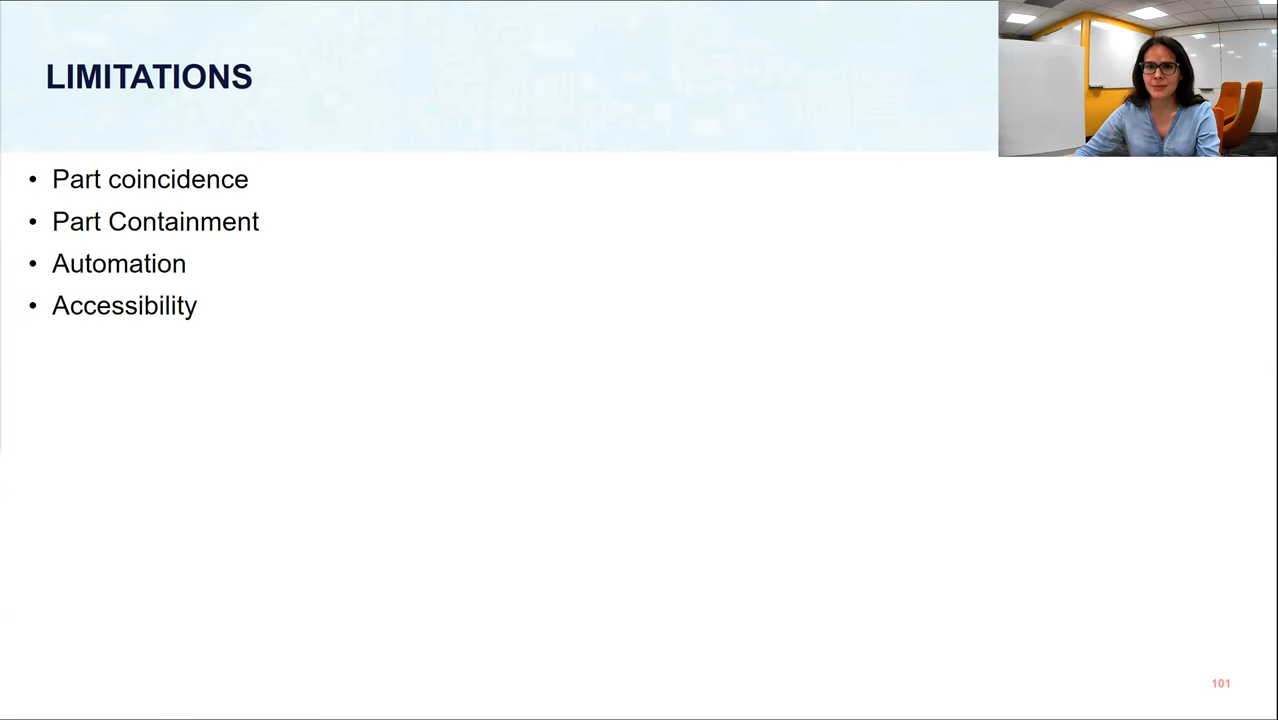 LIMITATIONS
• Part coincidence
• Part Containment
• Automation
• Accessibility
101